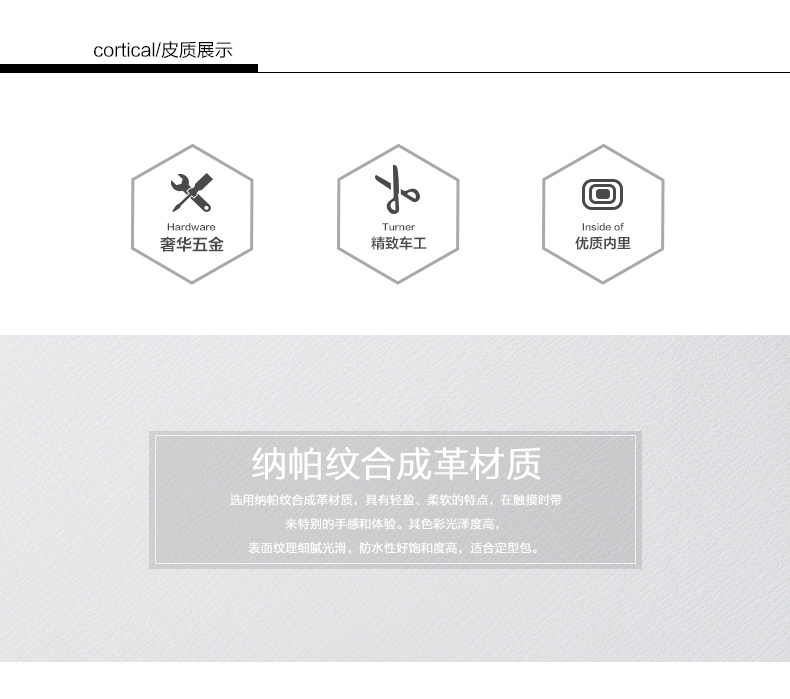 cortical/皮质展示
Hardware
奢华五金
Turner
精致车工
Inside of
优质内里
纳帕纹合成革材质
选用纳帕纹合成革材质，具有轻盈、柔软的特点，在触摸时带
来特别的手感和体验。其色彩光泽度高，
表面纹理细腻光滑，防水性好饱和度高，适合定型包。